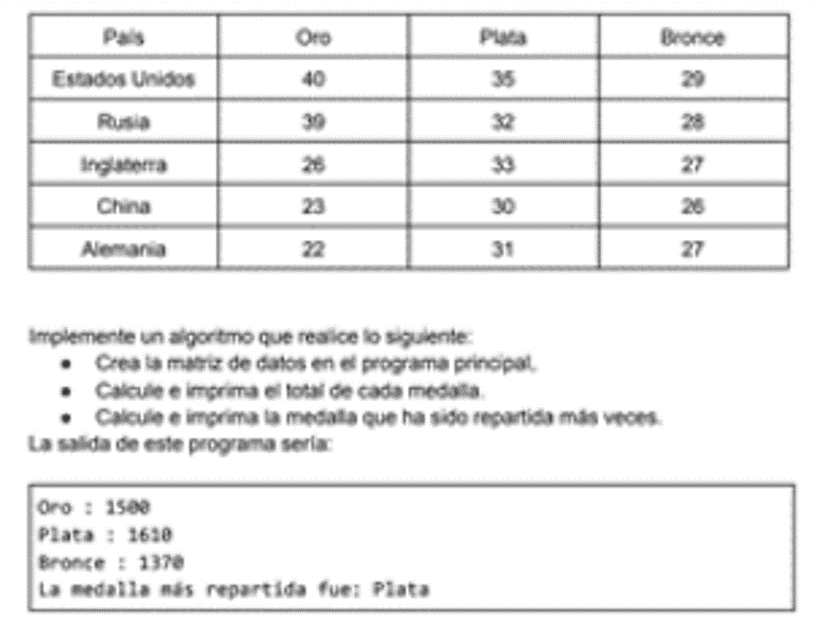 País Oro Plata Bronce
Estados Unidos 40 35 29
Rusia 39 32 28
Inglaterra 26 33 27
China 23 30 26
Alemania 22 31 27
Implemente un algoritmo que realice lo siguiente:
● Crea la matriz de datos en el programa principal,
● Calcule e imprima el total de cada medalla.
● Calcule e imprima la medalla que ha sido repartida más veces.
La salida de este programa sería:
Oro : 1500
Plata : 1610
Bronce : 1370
La medalla más repartida fue: Plata